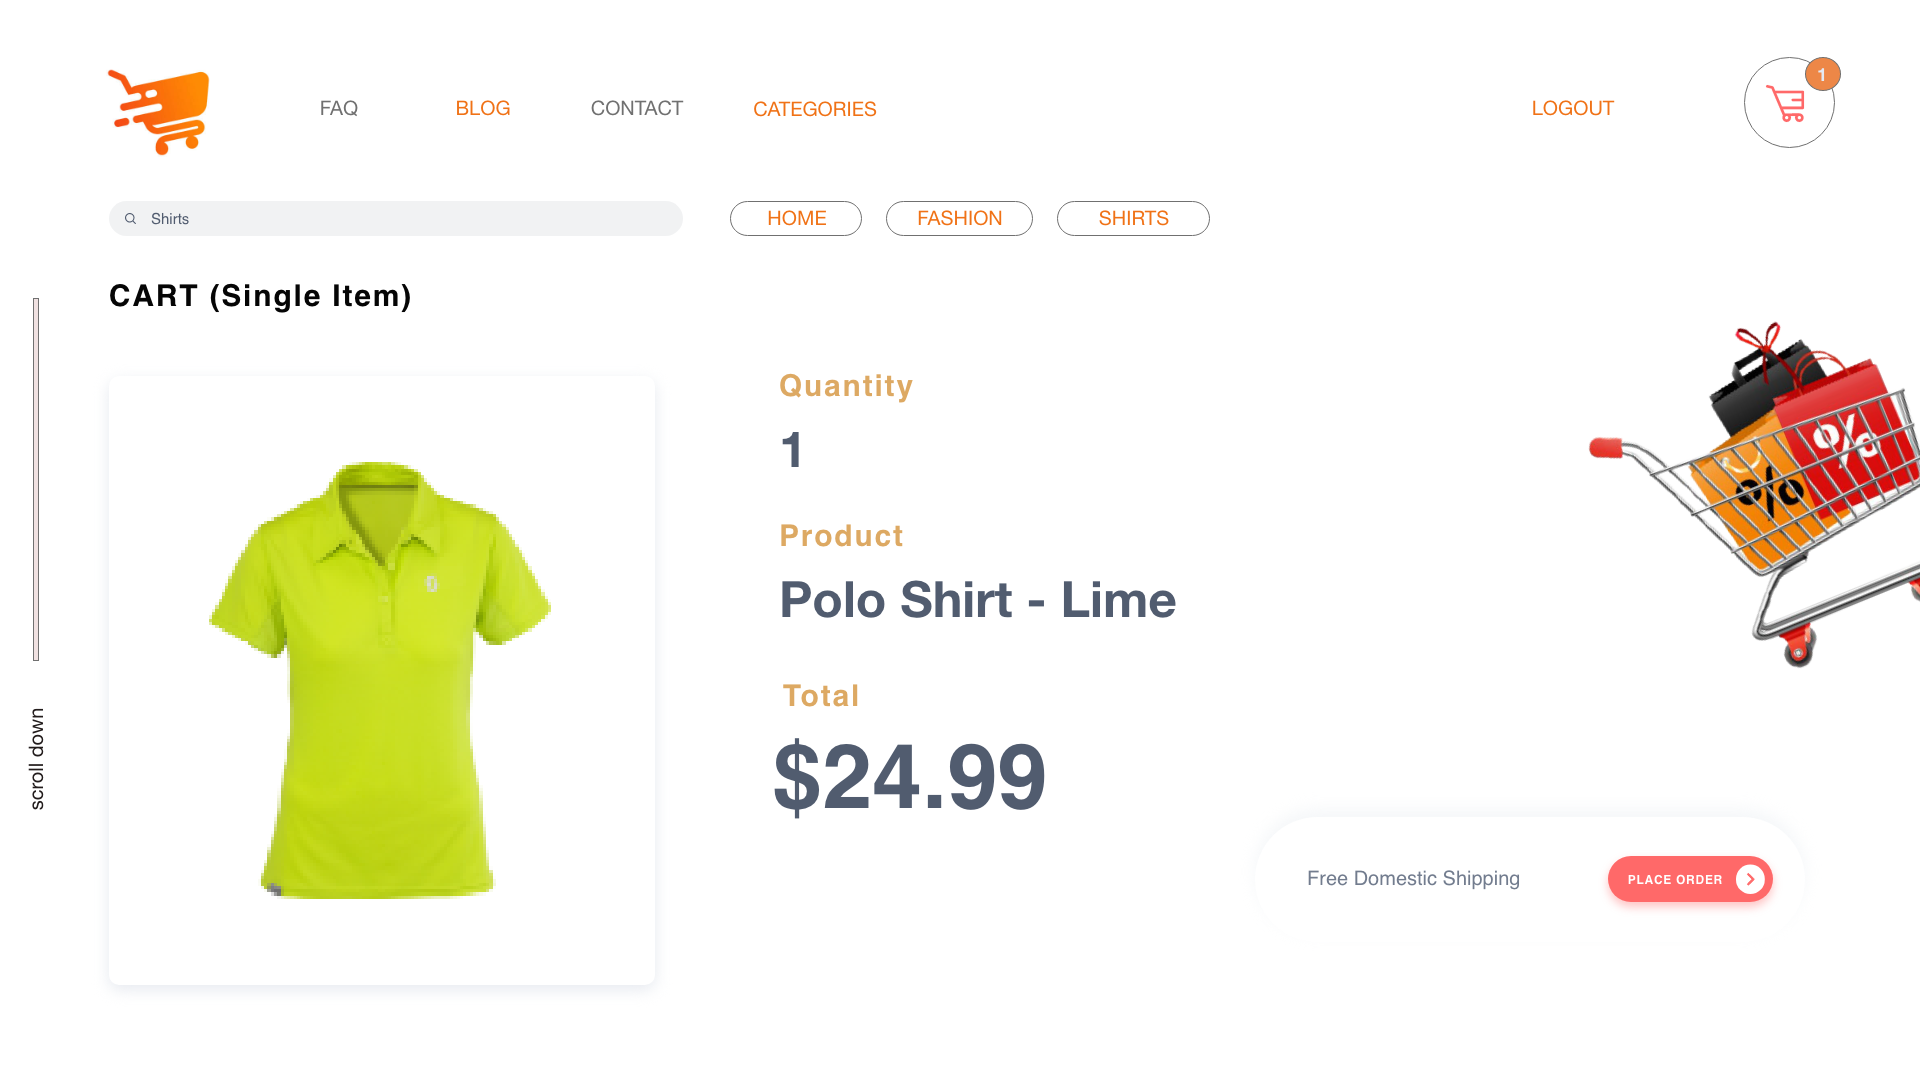 FAQ
BLOG
CONTACT
CATEGORIES
LOGOUT
1
Shirts
HOME
FASHION
SHIRTS
CART (Single Item)
Quantity
1
Product
Polo Shirt - Lime
Total
$24.99
scroll down
Free Domestic Shipping
PLACE ORDER
%
%